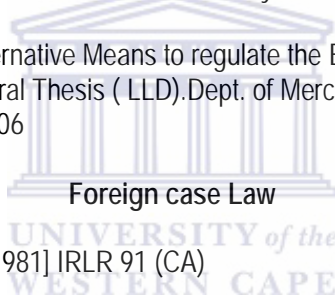 ernative Means to regulate the E
ral Thesis ( LLD).Dept. of Merc
06
Foreign case Law
UNIVERSITY of the
981] IRLR 91 (CA)
WESTERN CAPE